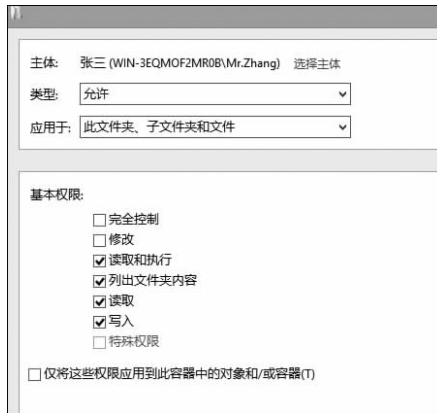 主体: 张三 (WIN-3EQMOF2MR0B\Mr.Zhang) 选择主体
类型: 允许
应用于: 此文件夹、子文件夹和文件
基本权限:
完全控制
修改
读取和执行
列出文件夹内容
读取
写入
特殊权限
仅将这些权限应用到此容器中的对象和/或容器(T)